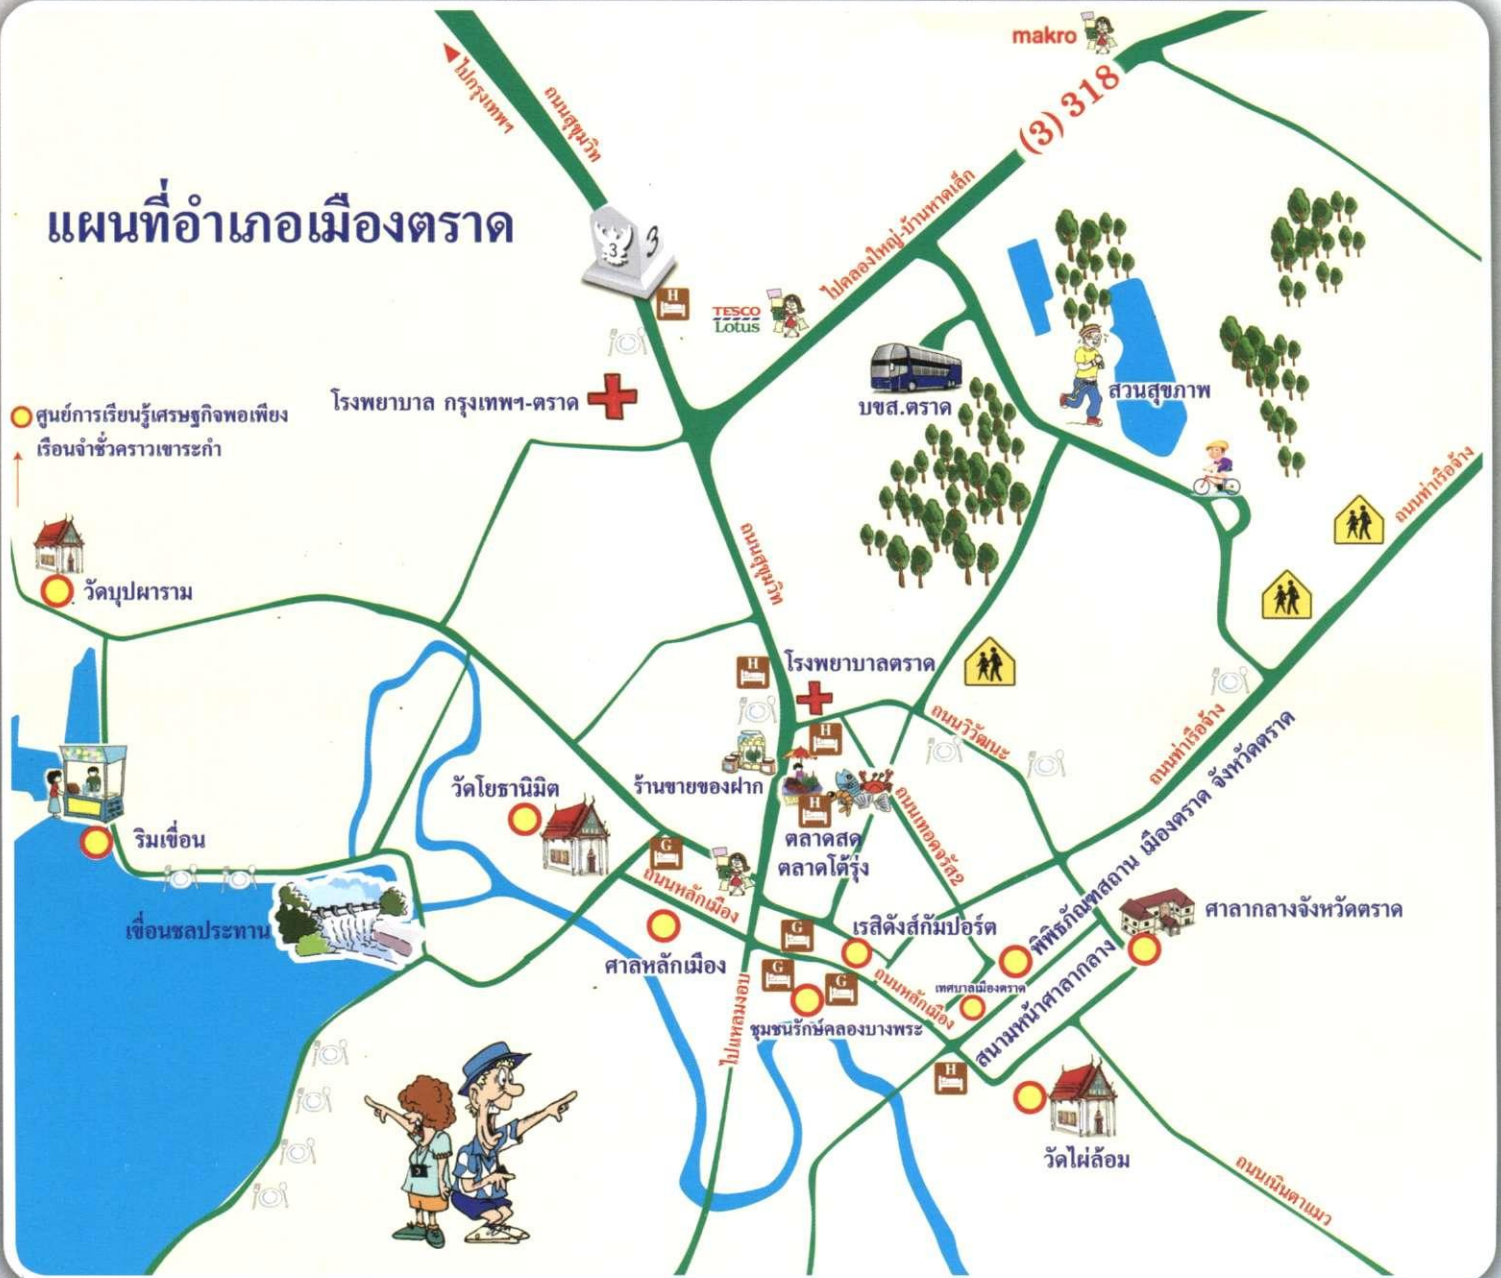 makro
(3) 318
ไปกรุงเทพฯ
ถนนสุขุมวิท
แผนที่อำเภอเมืองตราด
3
3
H
TESCO
Lotus
ไปคลองใหญ่-บ้านหาดเล็ก
โรงพยาบาล กรุงเทพฯ-ตราด
บขส.ตราด
สวนสุขภาพ
ศูนย์การเรียนรู้เศรษฐกิจพอเพียง
เรือนจำชั่วคราวเขาระกำ
ถนนท่าเรือจ้าง
ถนนสุขุมวิท
วัดบุปผาราม
H
โรงพยาบาลตราด
ถนนวิวัฒนะ
ถนนท่าเรือจ้าง
H
วัดโยธานิมิต
ร้านขายของฝาก
H
ถนนเทอดจรัส2
ริมเขื่อน
ตลาดสด
ตลาดโต้รุ่ง
G
ถนนหลักเมือง
พิพิธภัณฑสถาน เมืองตราด จังหวัดตราด
ศาลากลางจังหวัดตราด
เขื่อนชลประทาน
G
เรสิดังส์กัมปอร์ต
ศาลหลักเมือง
G
G
ถนนหลักเมือง
เทศบาลเมืองตราด
สนามหน้าศาลากลาง
ไปแหลมงอบ
ชุมชนรักษ์คลองบางพระ
H
วัดไผ่ล้อม
ถนนเนินตาแมว